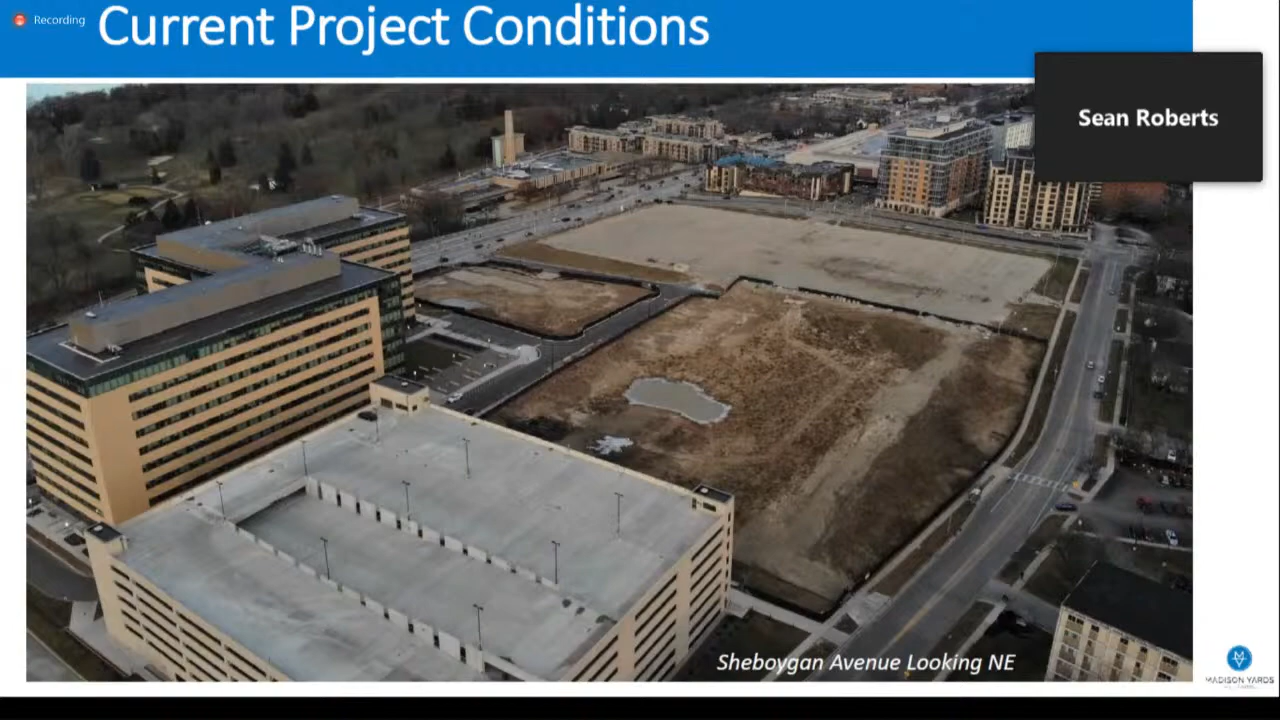 Recording
Current Project Conditions
Sean Roberts
Sheboygan Avenue Looking NE
MADISON YARDS